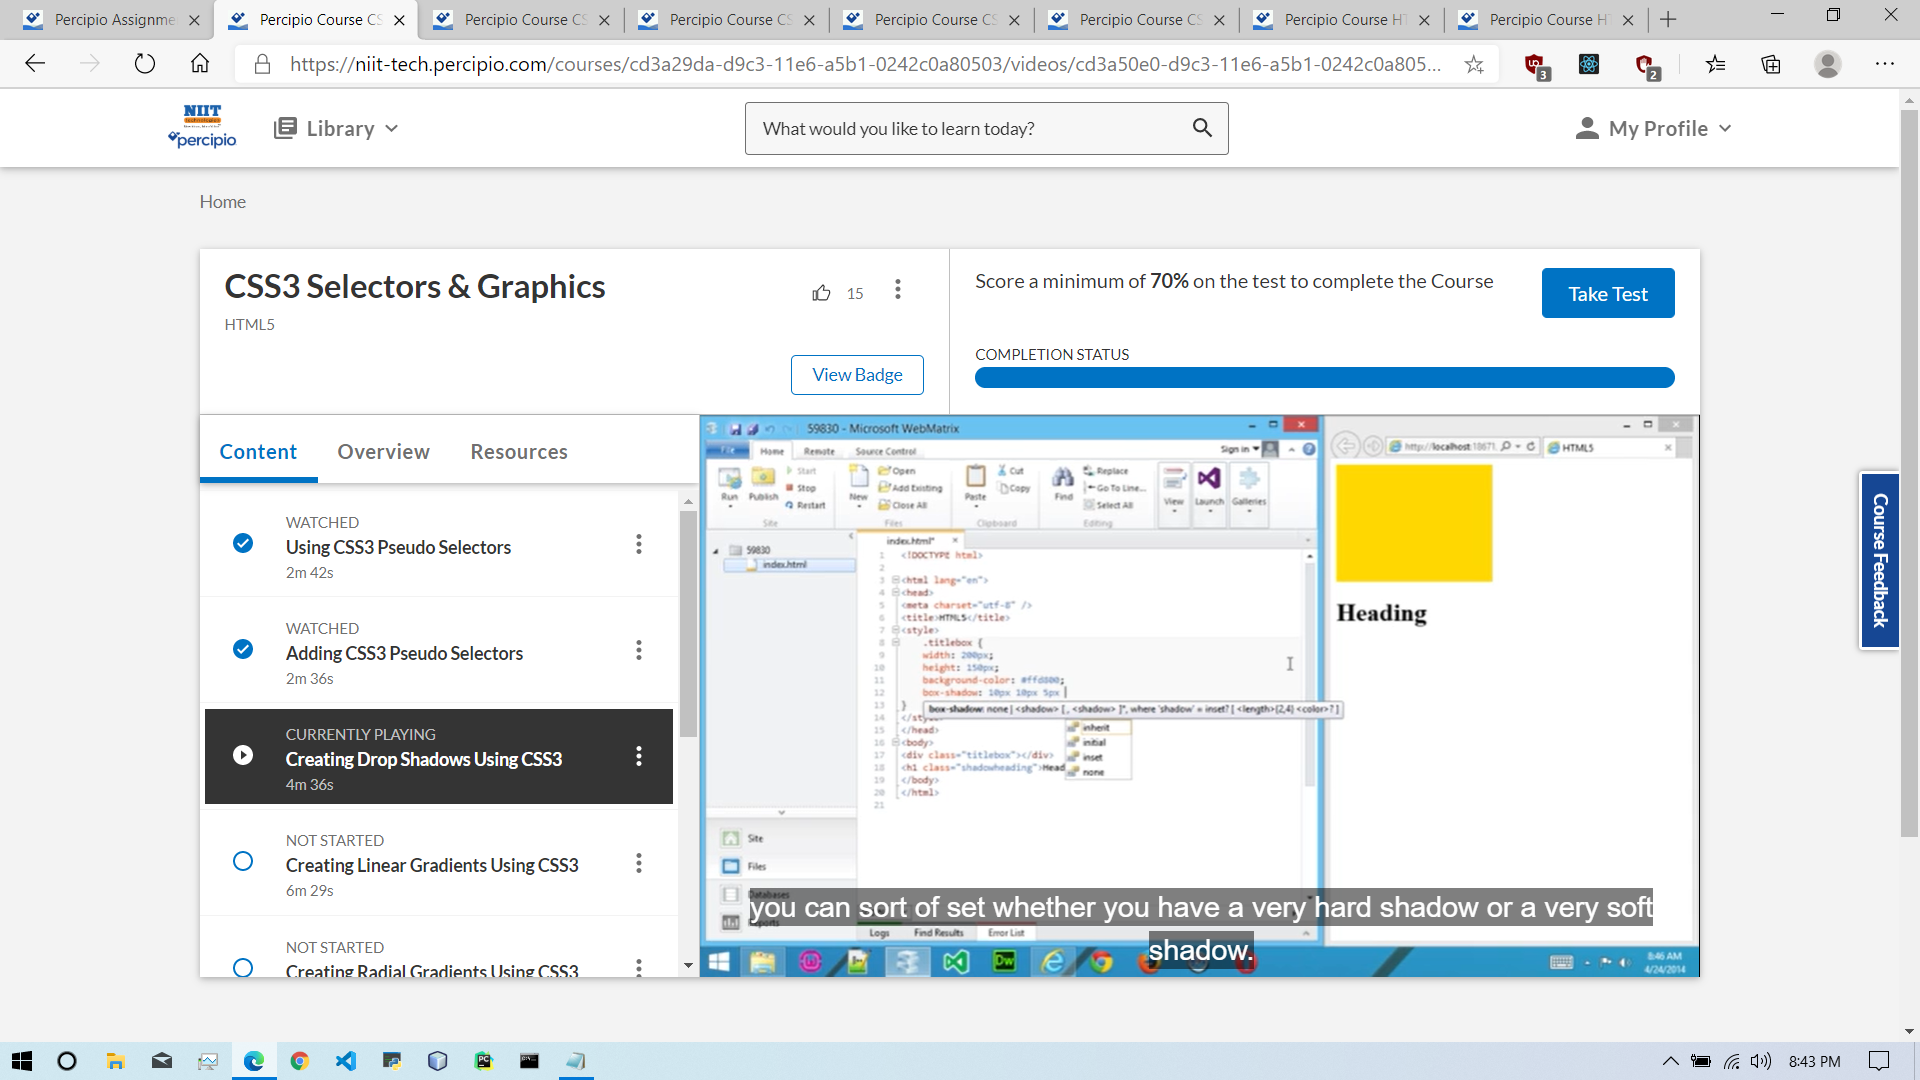 Percipio Assignme
Percipio Course CS
Percipio Course CS
Percipio Course CS
Percipio Course CS
Percipio Course CS
Percipio Course HT
Percipio Course HT
https://niit-tech.percipio.com/courses/cd3a29da-d9c3-11e6-a5b1-0242c0a80503/videos/cd3a50e0-d9c3-11e6-a5b1-0242c0a805...
3
2
NIIT
percipio
Library
What would you like to learn today?
My Profile
Home
CSS3 Selectors & Graphics
15
HTML5
View Badge
Score a minimum of 70% on the test to complete the Course
Take Test
COMPLETION STATUS
Content
Overview
Resources
WATCHED
Using CSS3 Pseudo Selectors
2m 42s
WATCHED
Adding CSS3 Pseudo Selectors
2m 36s
CURRENTLY PLAYING
Creating Drop Shadows Using CSS3
4m 36s
NOT STARTED
Creating Linear Gradients Using CSS3
6m 29s
NOT STARTED
Creating Radial Gradients Using CSS3
59830 - Microsoft WebMatrix
File
Home
Remote
Source Control
Sign in
Run
Publish
Start
Stop
Restart
Site
New
Open
Add Existing
Close All
Files
Paste
Cut
Copy
Clipboard
Find
Replace
Go To Line...
Select All
Editing
View
Launch
Galleries
59830
index.html
index.html*
1 <!DOCTYPE html>
2
3 <html lang="en">
4 <head>
5 <meta charset="utf-8" />
6 <title>HTML5</title>
7 <style>
8 .titlebox {
9 width: 200px;
10 height: 150px;
11 background-color: #ffd800;
12 box-shadow: 10px 10px 5px
13 }
box-shadow: none | <shadow> [ , <shadow> ]*, where 'shadow' = inset? [ <length>{2,4} <color>? ]
14 </style
15 </head>
16 <body>
17 <div class="titlebox"></div>
18 <h1 class="shadowheading">Head
19 </body>
20 </html>
21
inherit
initial
inset
none
Site
Files
Databases
Reports
Logs
Find Results
Error List
http://localhost:18671
HTML5
Heading
you can sort of set whether you have a very hard shadow or a very soft
shadow.
8:46 AM
4/24/2014
Course Feedback
8:43 PM